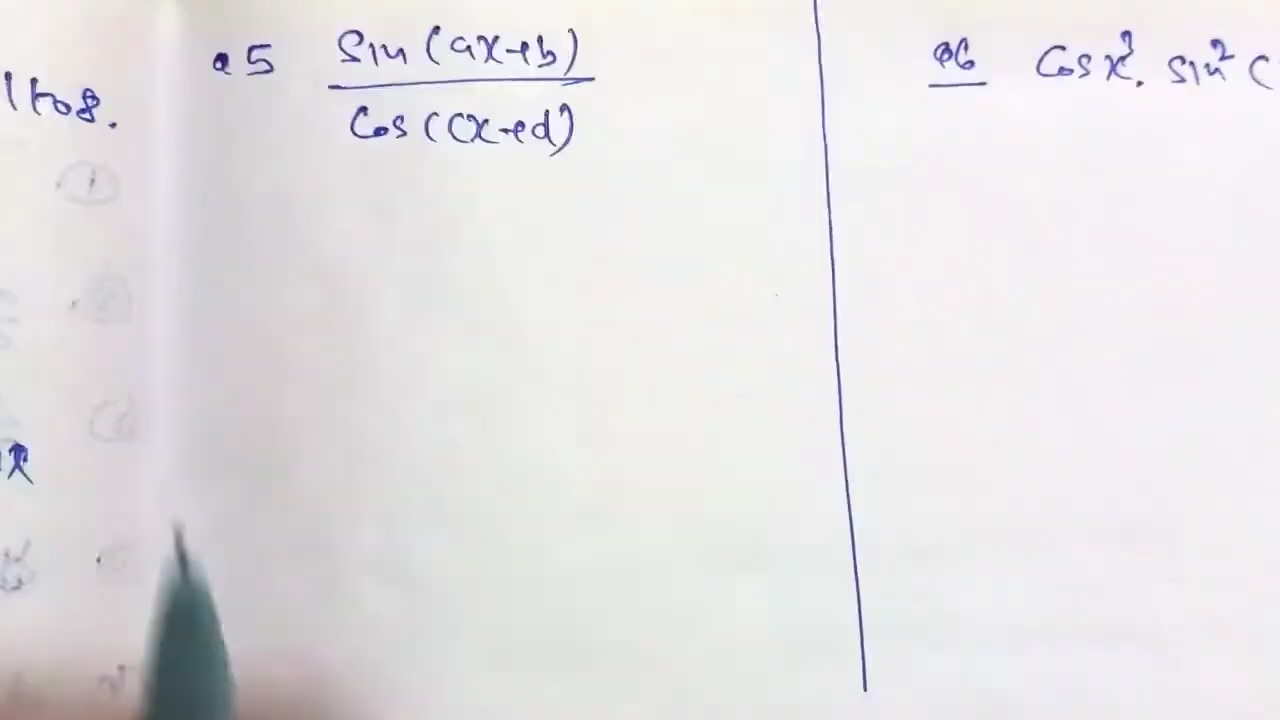 1 to 8.
Q5 Sin (ax+b)
Cos (cx+d)
Q6 Cos x³. Sin² (
x